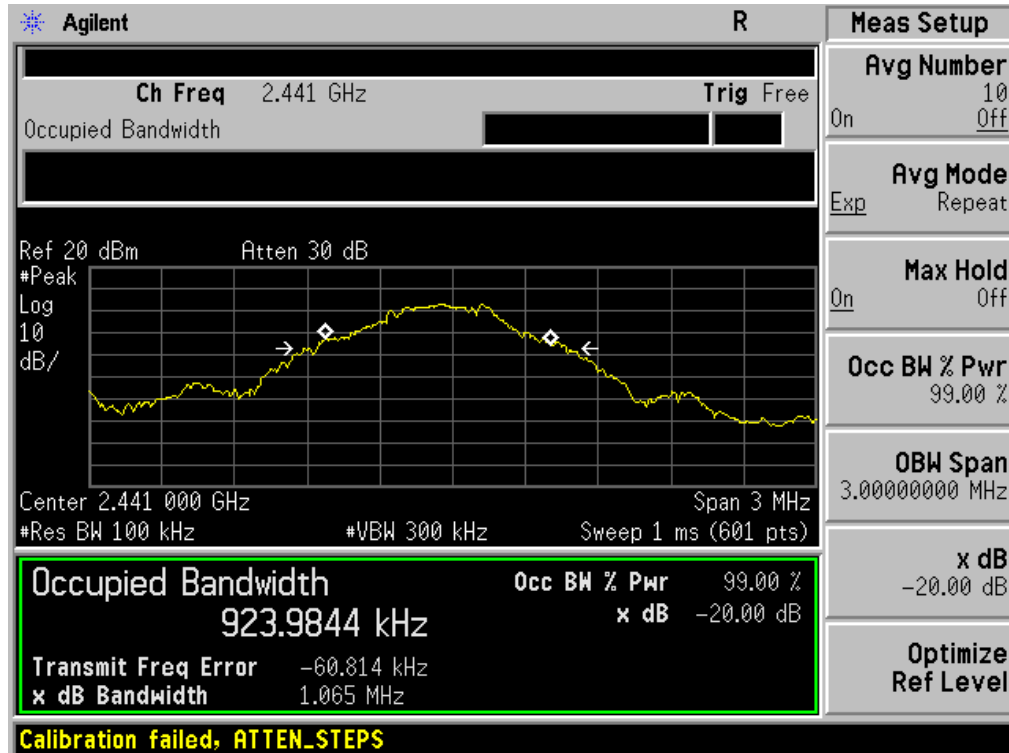 Agilent R
Ch Freq 2.441 GHz Trig Free
Occupied Bandwidth
Ref 20 dBm Atten 30 dB
#Peak
Log
10
dB/
Center 2.441 000 GHz Span 3 MHz
#Res BW 100 kHz #VBW 300 kHz Sweep 1 ms (601 pts)
Occupied Bandwidth
923.9844 kHz
Occ BW % Pwr 99.00 %
x dB -20.00 dB
Transmit Freq Error -60.814 kHz
x dB Bandwidth 1.065 MHz
Calibration failed, ATTEN_STEPS
Meas Setup
Avg Number
10
On Off
Avg Mode
Exp Repeat
Max Hold
On Off
Occ BW % Pwr
99.00 %
OBW Span
3.00000000 MHz
x dB
-20.00 dB
Optimize
Ref Level